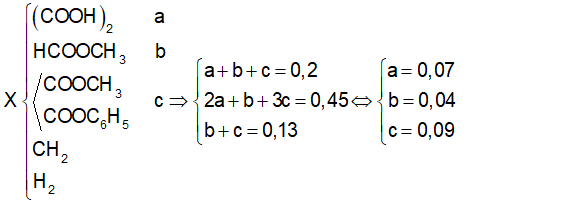 (COOH)₂ a
HCOOCH₃ b
X { COOCH₃
COOC₆H₅ c ⇒ { a+b+c=0,2
2a+b+3c=0,45
b+c=0,13 ⇔ { a=0,07
b=0,04
c=0,09
CH₂
H₂